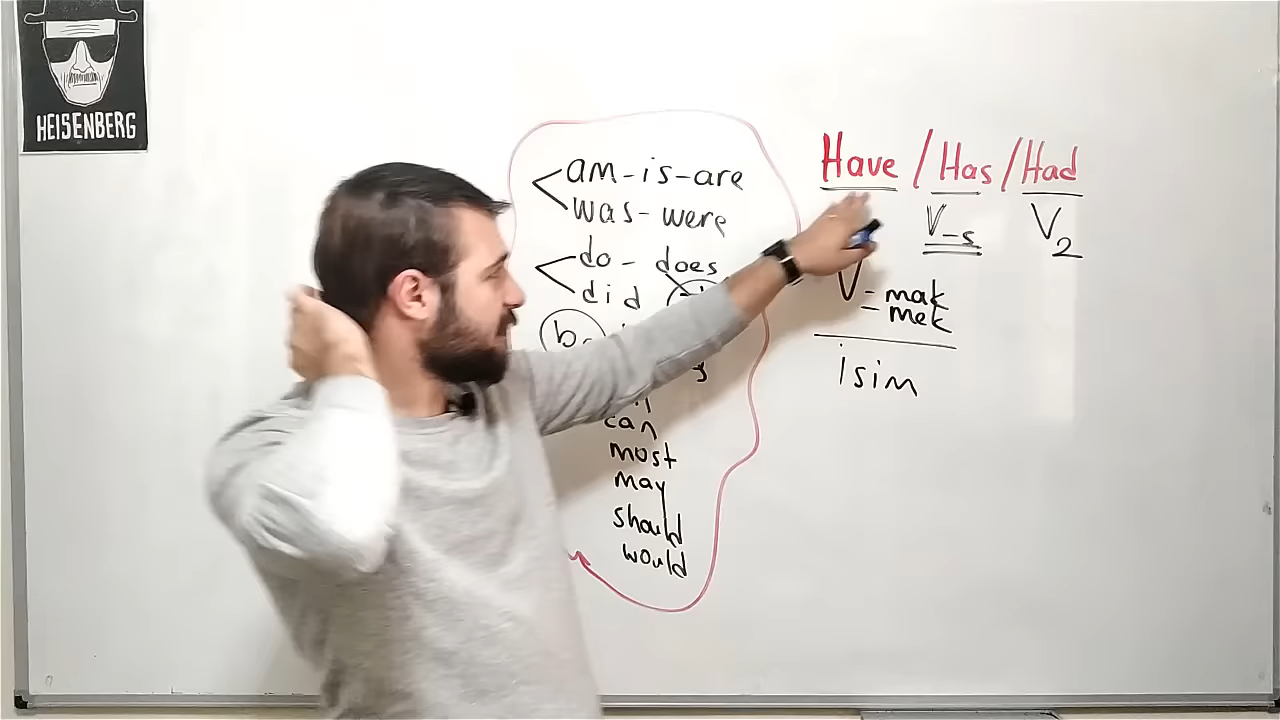 HEISENBERG
am-is-are
was-were
do - does
did
can
most
may
should
would
Have / Has / Had
V-s
V2
V-mak
-mek
isim